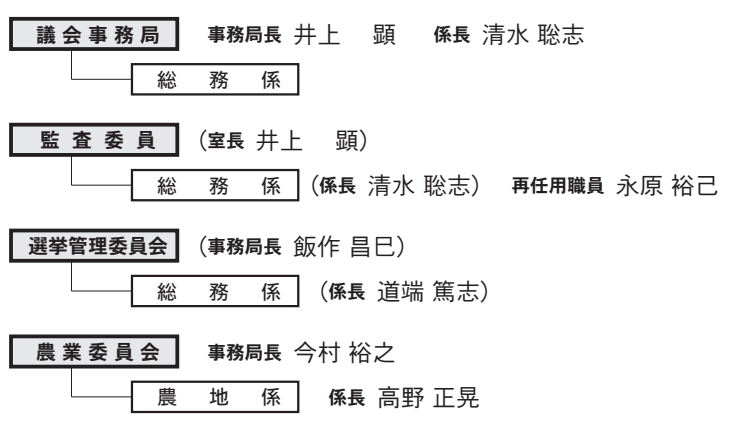 議会事務局 事務局長 井上 顕 係長 清水 聡志
総務係
監査委員 （室長 井上 顕）
総務係 （係長 清水 聡志） 再任用職員 永原 裕己
選挙管理委員会 （事務局長 飯作 昌巳）
総務係 （係長 道端 篤志）
農業委員会 事務局長 今村 裕之
農地係 係長 高野 正晃